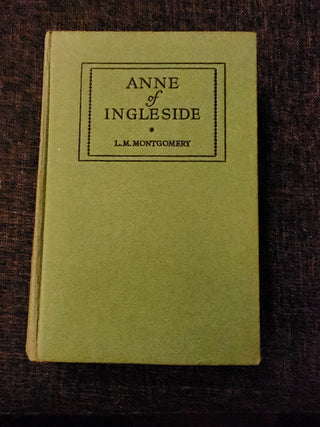 ANNE
of
INGLESIDE
L. M. MONTGOMERY